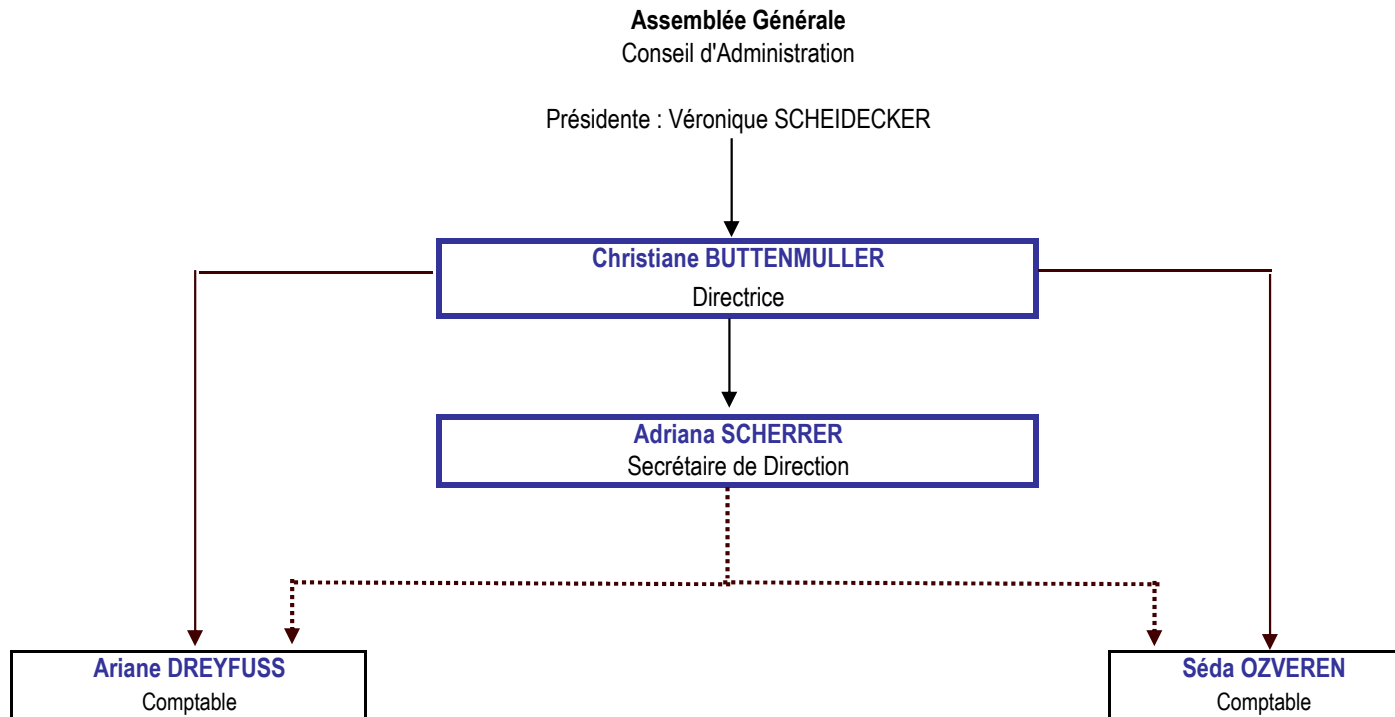 Assemblée Générale
Conseil d'Administration
Présidente : Véronique SCHEIDECKER
Christiane BUTTENMULLER
Directrice
Adriana SCHERRER
Secrétaire de Direction
Ariane DREYFUSS
Comptable
Séda OZVEREN
Comptable